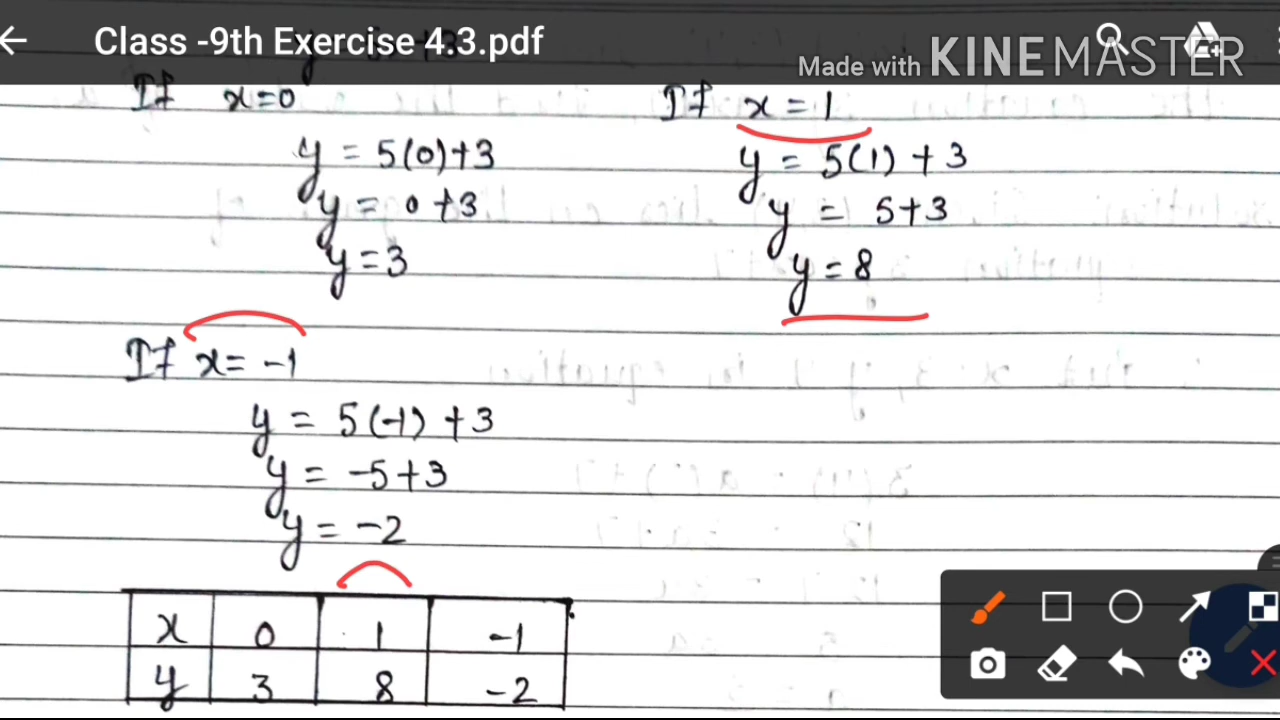 Class -9th Exercise 4.3.pdf
Made with KINEMASTER
If x=0
y = 5(0)+3
y = 0+3
y = 3
If x = 1
y = 5(1) + 3
y = 5+3
y = 8
If x = -1
y = 5(-1) +3
y = -5+3
y = -2
x 0 1 -1
y 3 8 -2